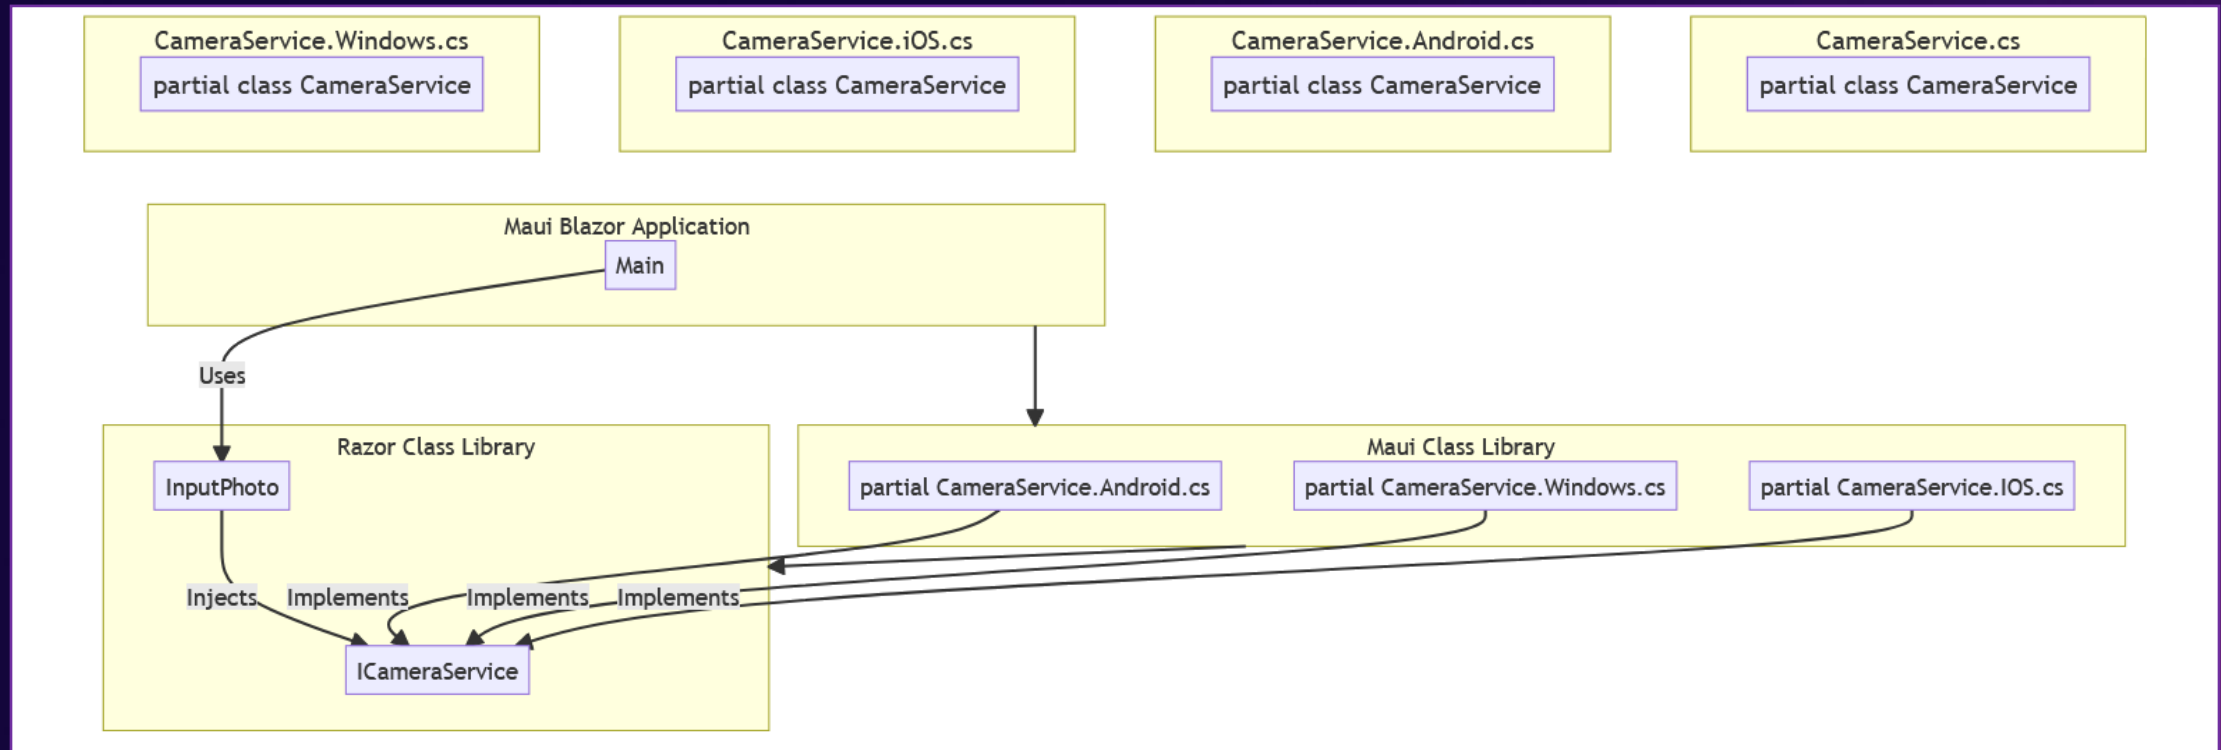 CameraService.Windows.cs
partial class CameraService
CameraService.iOS.cs
partial class CameraService
CameraService.Android.cs
partial class CameraService
CameraService.cs
partial class CameraService
Maui Blazor Application
Main
Uses
Razor Class Library
InputPhoto
Maui Class Library
partial CameraService.Android.cs
partial CameraService.Windows.cs
partial CameraService.IOS.cs
Injects
Implements
Implements
Implements
ICameraService